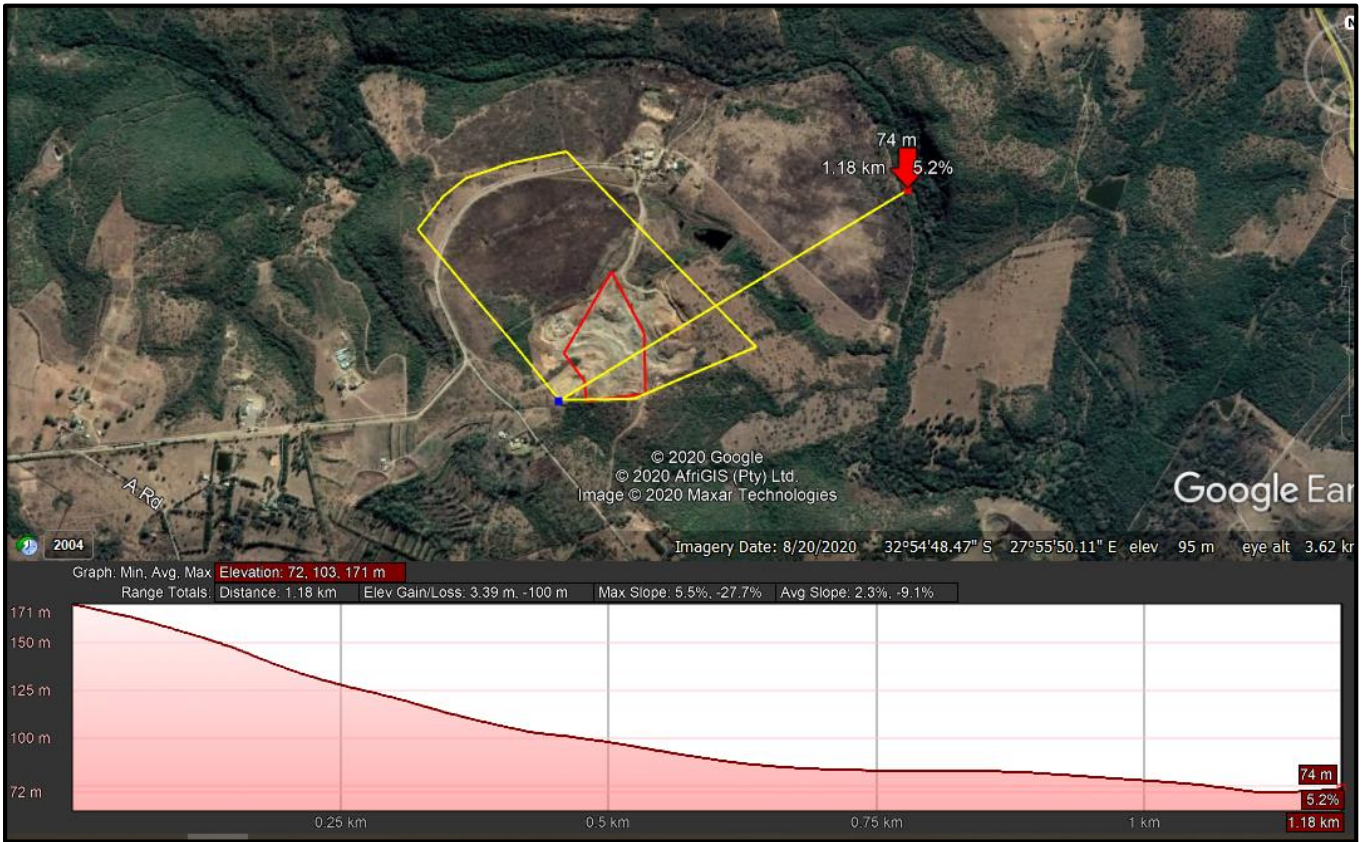 N
74 m
1.18 km 5.2%
© 2020 Google
© 2020 AfriGIS (Pty) Ltd.
Image © 2020 Maxar Technologies
Google Ear
A Rd
2004
Imagery Date: 8/20/2020 32°54'48.47" S 27°55'50.11" E elev 95 m eye alt 3.62 km
Graph: Min, Avg, Max Elevation: 72, 103, 171 m
Range Totals: Distance: 1.18 km Elev Gain/Loss: 3.39 m, -100 m Max Slope: 5.5%, -27.7% Avg Slope: 2.3%, -9.1%
171 m
150 m
125 m
100 m
72 m
74 m
5.2%
0.25 km 0.5 km 0.75 km 1 km 1.18 km